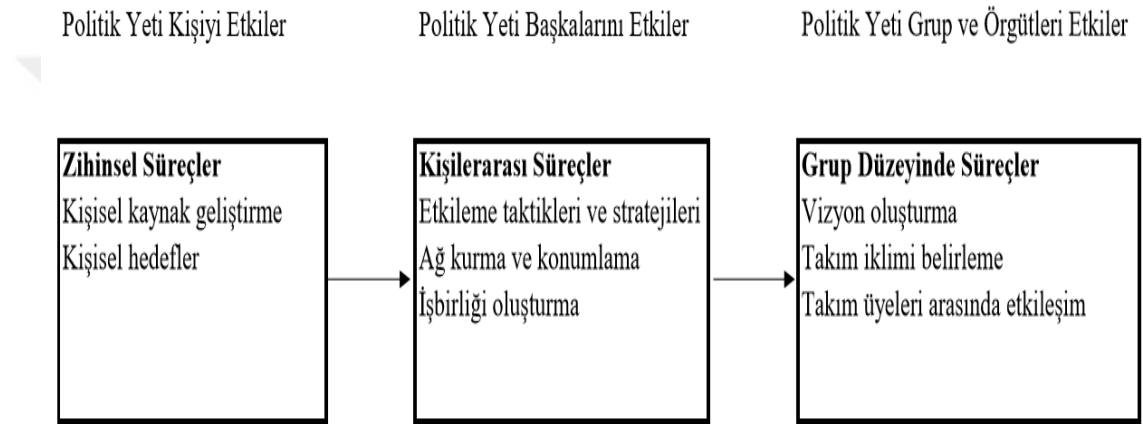 Politik Yeti Kişiyi Etkiler
Politik Yeti Başkalarını Etkiler
Politik Yeti Grup ve Örgütleri Etkiler
Zihinsel Süreçler
Kişisel kaynak geliştirme
Kişisel hedefler
Kişilerarası Süreçler
Etkileme taktikleri ve stratejileri
Ağ kurma ve konumlama
İşbirliği oluşturma
Grup Düzeyinde Süreçler
Vizyon oluşturma
Takım iklimi belirleme
Takım üyeleri arasında etkileşim